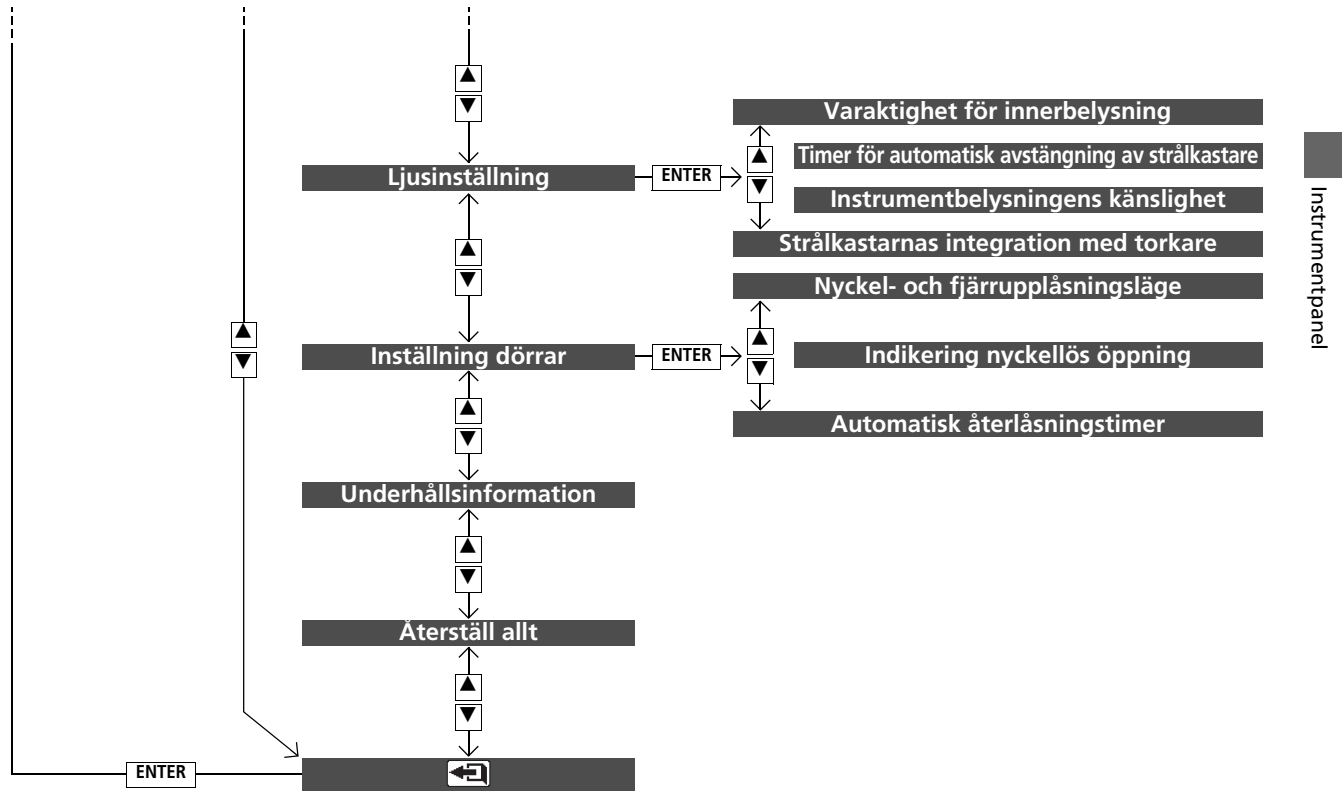 Varaktighet för innerbelysning
Timer för automatisk avstängning av strålkastare
Ljusinställning
ENTER
Instrumentbelysningens känslighet
Strålkastarnas integration med torkare
Nyckel- och fjärrupplåsningsläge
Inställning dörrar
ENTER
Indikering nyckellös öppning
Automatisk återlåsningstimer
Underhållsinformation
Återställ allt
ENTER
Instrumentpanel